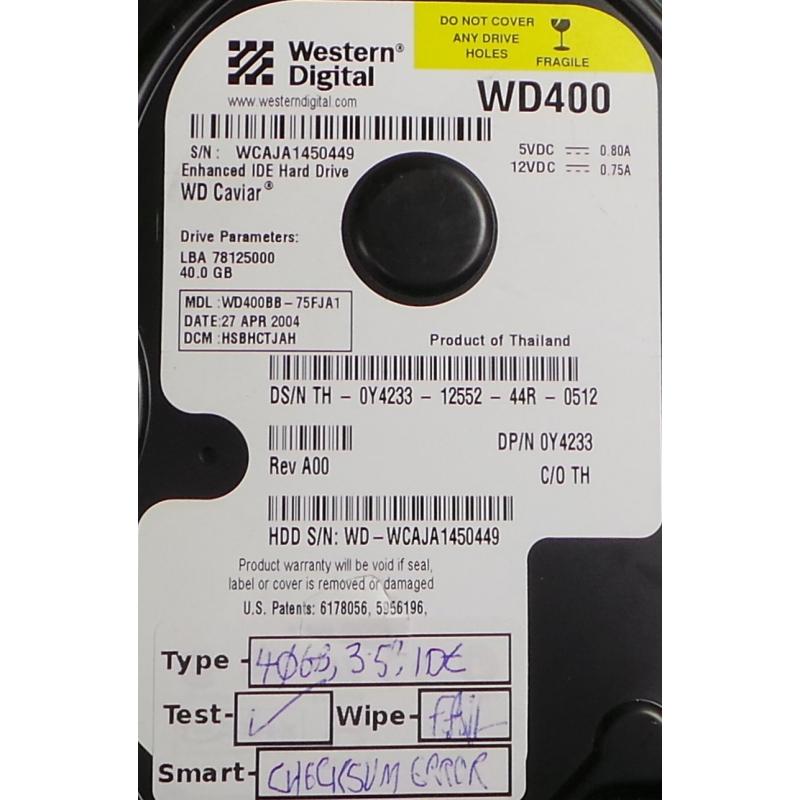 DO NOT COVER
ANY DRIVE
HOLES
FRAGILE
Western®
Digital
www.westerndigital.com
WD400
S/N: WCAJA1450449
5VDC 0.80A
12VDC 0.75A
Enhanced IDE Hard Drive
WD Caviar®
Drive Parameters:
LBA 78125000
40.0 GB
MDL :WD400BB-75FJA1
DATE:27 APR 2004
DCM :HSBHCTJAH
Product of Thailand
DS/N TH - 0Y4233 - 12552 - 44R - 0512
DP/N 0Y4233
Rev A00
C/O TH
HDD S/N: WD-WCAJA1450449
Product warranty will be void if seal,
label or cover is removed or damaged
U.S. Patents: 6178056, 5956196,
Type - 40GB, 3.5", IDE
Test- ✓ Wipe- FAIL
Smart- CHECKSUM ERROR